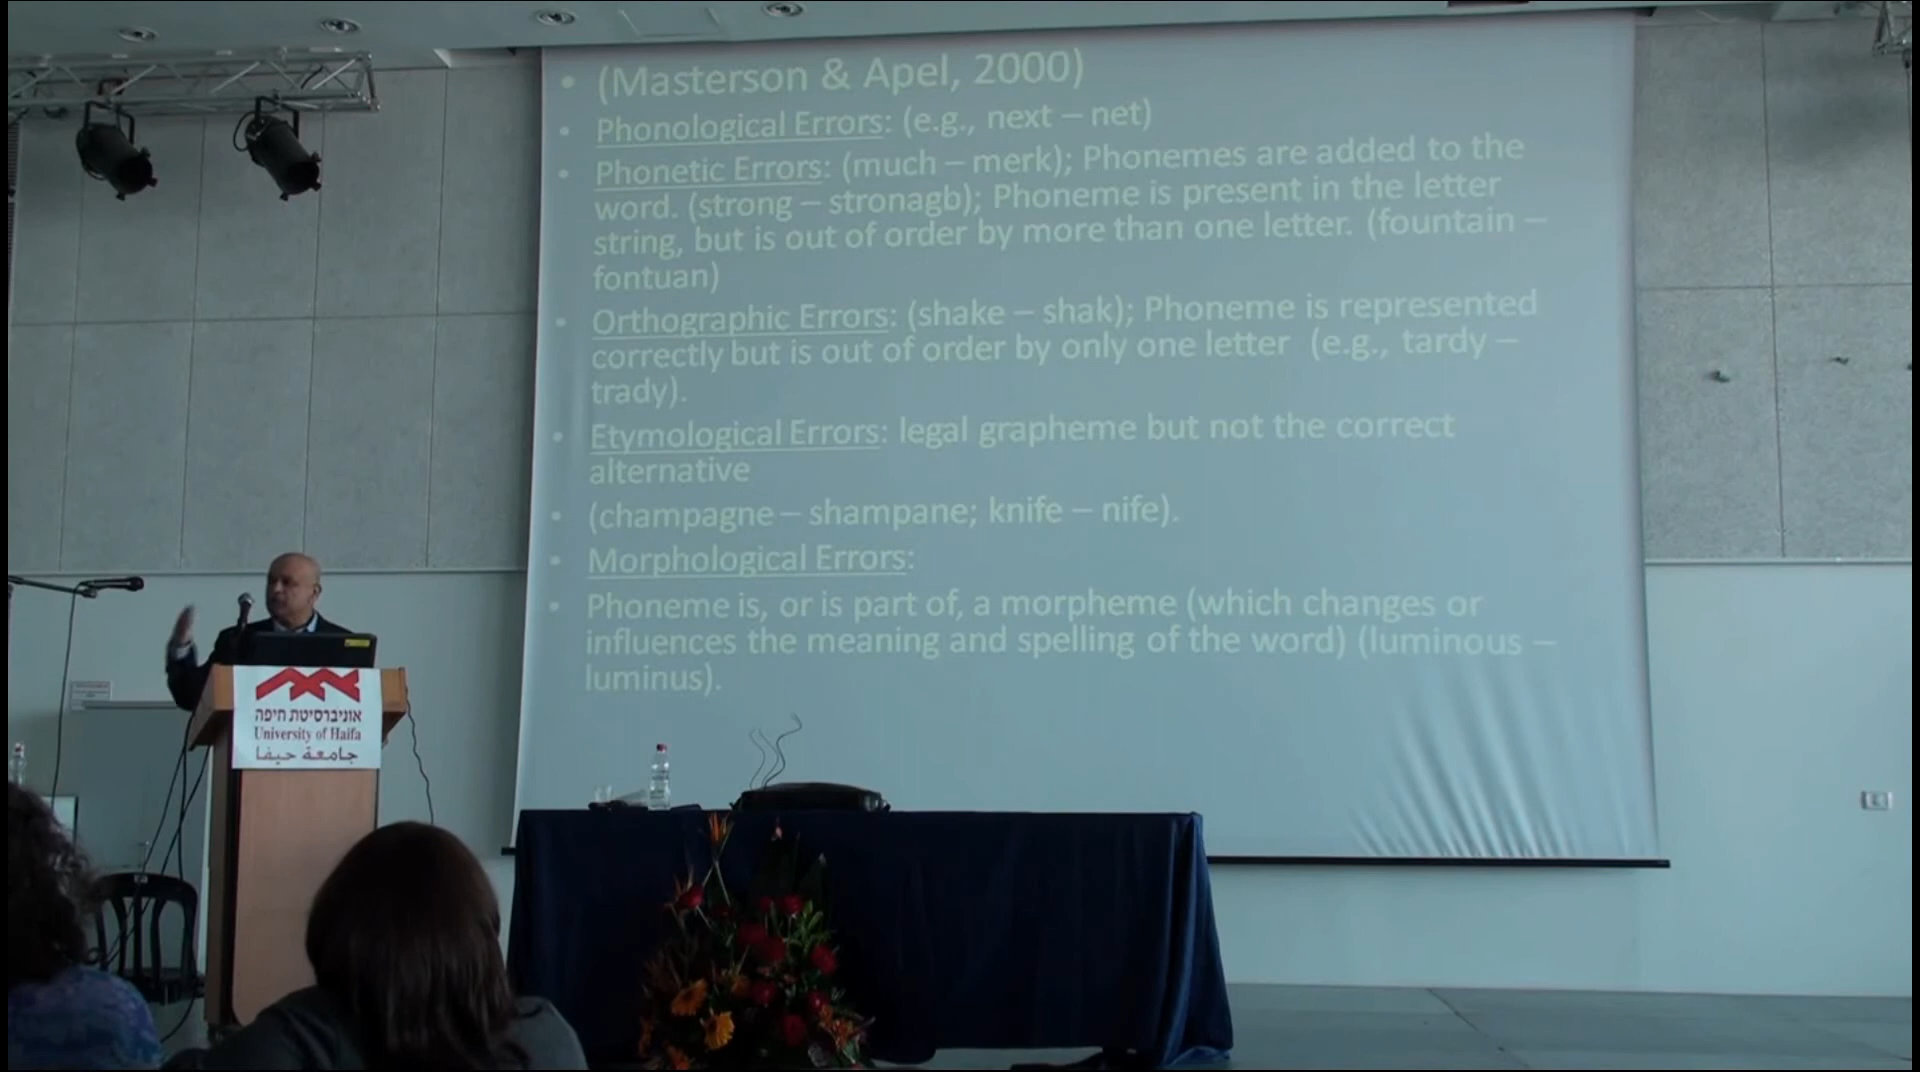 • (Masterson & Apel, 2000)
• Phonological Errors: (e.g., next – net)
• Phonetic Errors: (much – merk); Phonemes are added to the
word. (strong – stronagb); Phoneme is present in the letter
string, but is out of order by more than one letter. (fountain –
fontuan)
• Orthographic Errors: (shake – shak); Phoneme is represented
correctly but is out of order by only one letter (e.g., tardy –
trady).
• Etymological Errors: legal grapheme but not the correct
alternative
• (champagne – shampane; knife – nife).
• Morphological Errors:
• Phoneme is, or is part of, a morpheme (which changes or
influences the meaning and spelling of the word) (luminous –
luminus).
אוניברסיטת חיפה
University of Haifa
جامعة حيفا